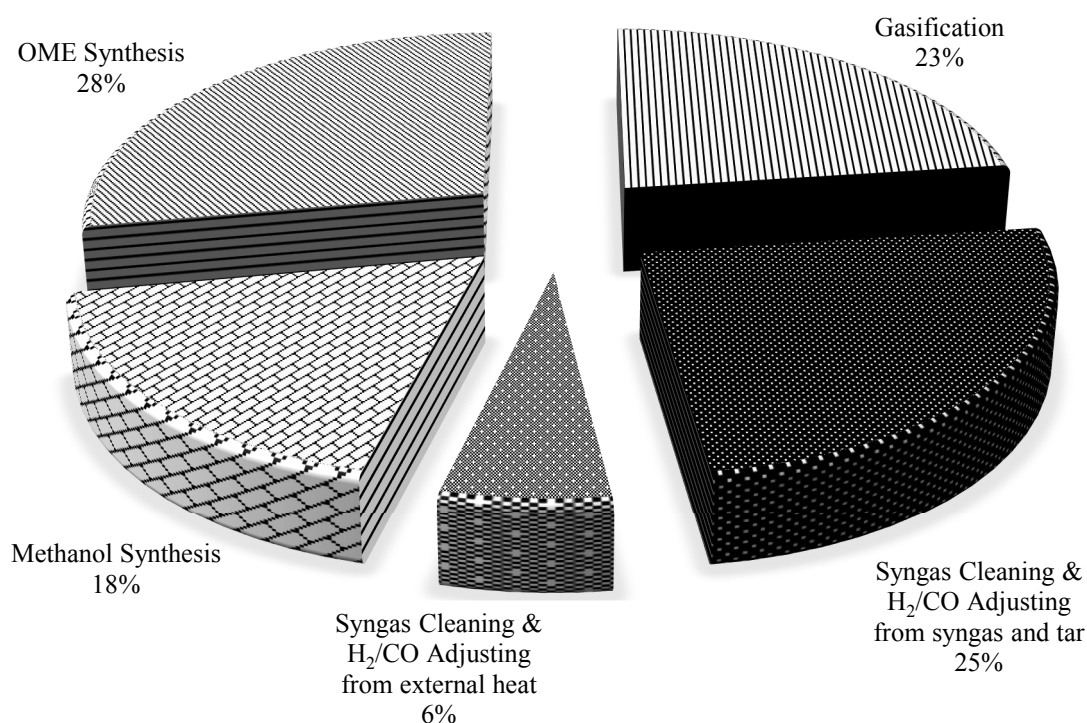 OME Synthesis
28%
Gasification
23%
Methanol Synthesis
18%
Syngas Cleaning &
H₂/CO Adjusting
from external heat
6%
Syngas Cleaning &
H₂/CO Adjusting
from syngas and tar
25%